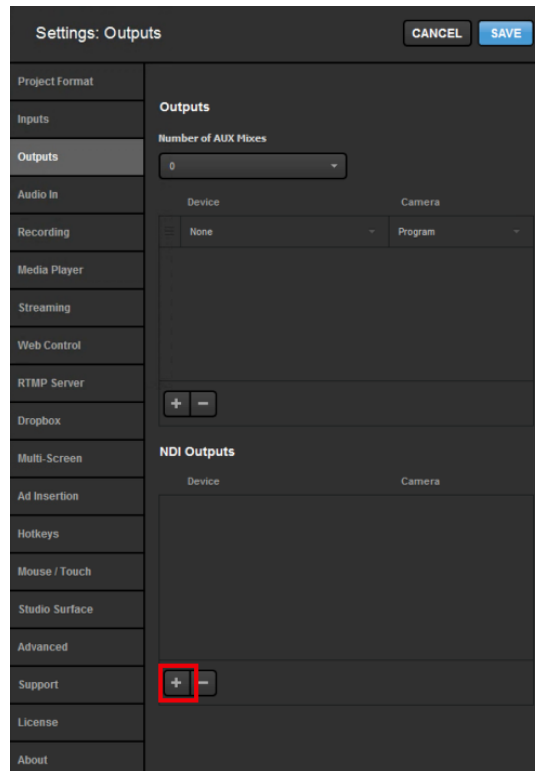 Settings: Outputs
CANCEL
SAVE
Project Format
Inputs
Outputs
Audio In
Recording
Media Player
Streaming
Web Control
RTMP Server
Dropbox
Multi-Screen
Ad Insertion
Hotkeys
Mouse / Touch
Studio Surface
Advanced
Support
License
About
Outputs
Number of AUX Mixes
0
Device Camera
None Program
+ −
NDI Outputs
Device Camera
+ −